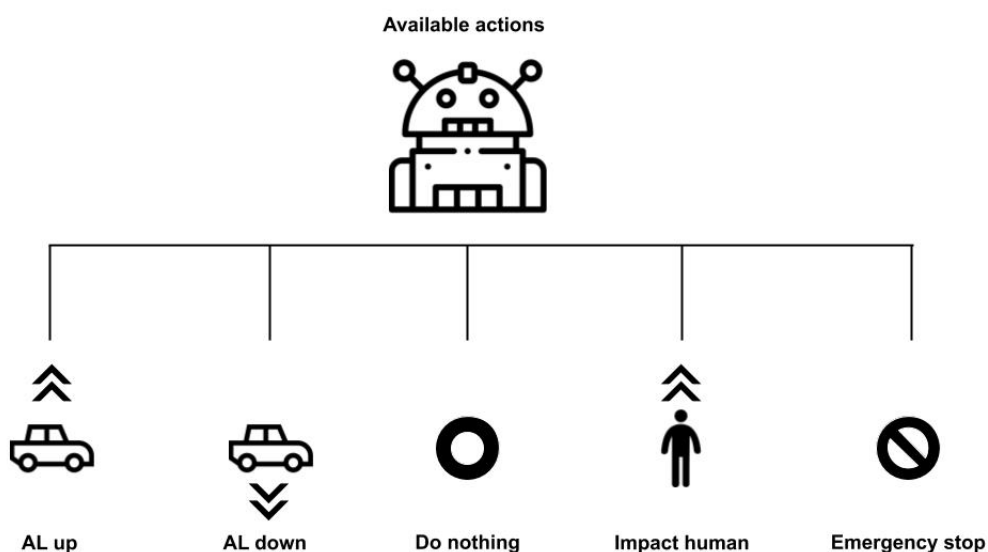 Available actions
AL up
AL down
Do nothing
Impact human
Emergency stop